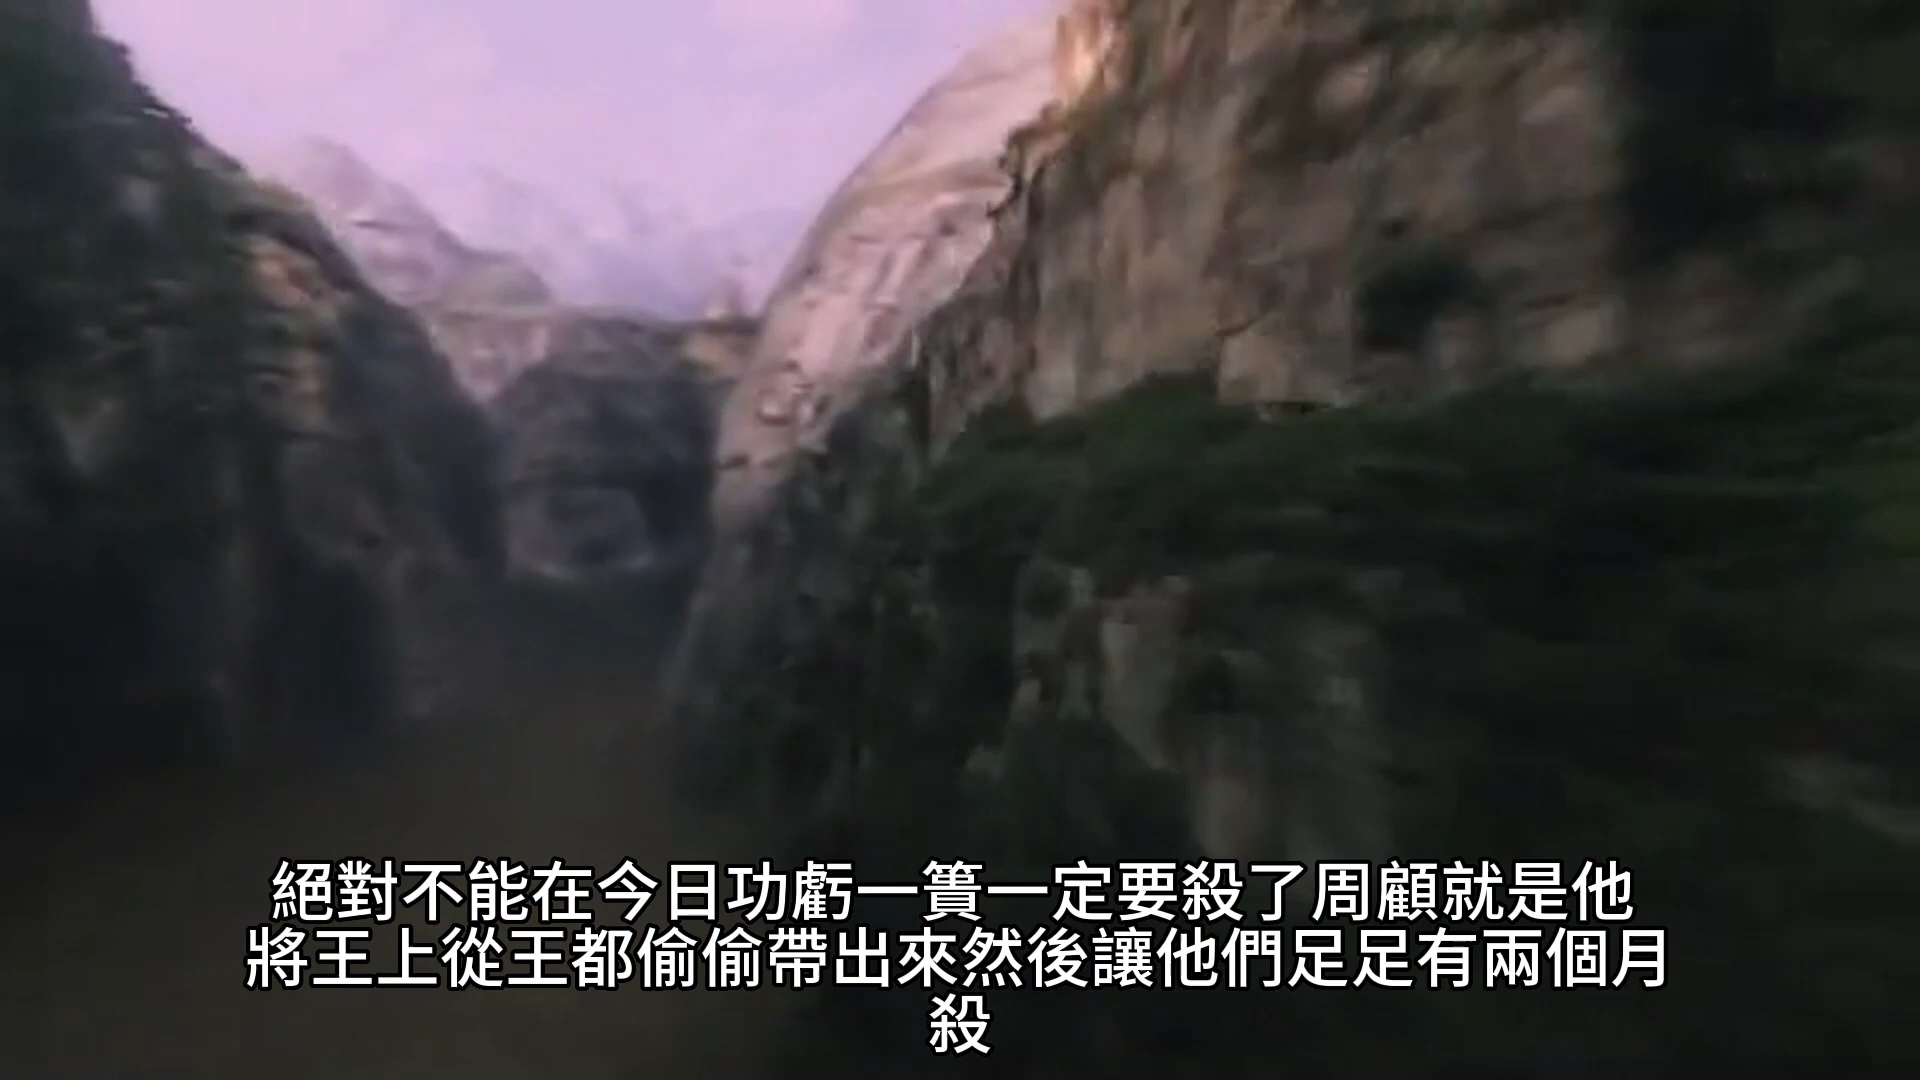 絕對不能在今日功虧一簣一定要殺了周顧就是他
將王上從王都偷偷帶出來然後讓他們足足有兩個月
殺